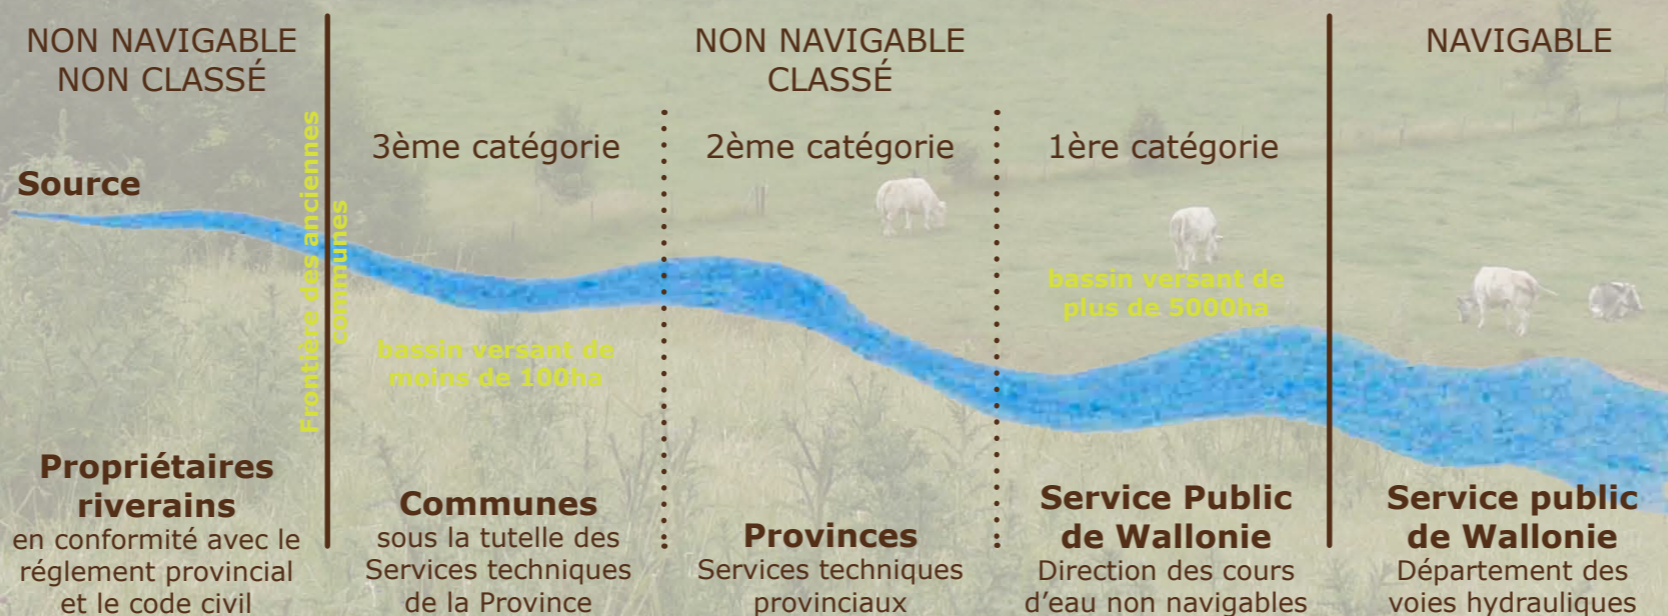 NON NAVIGABLE
NON CLASSÉ
NON NAVIGABLE
CLASSÉ
NAVIGABLE
3ème catégorie
2ème catégorie
1ère catégorie
Source
Frontière des anciennes
communes
bassin versant de
moins de 100ha
bassin versant de
plus de 5000ha
Propriétaires
riverains
en conformité avec le
réglement provincial
et le code civil
Communes
sous la tutelle des
Services techniques
de la Province
Provinces
Services techniques
provinciaux
Service Public
de Wallonie
Direction des cours
d'eau non navigables
Service public
de Wallonie
Département des
voies hydrauliques